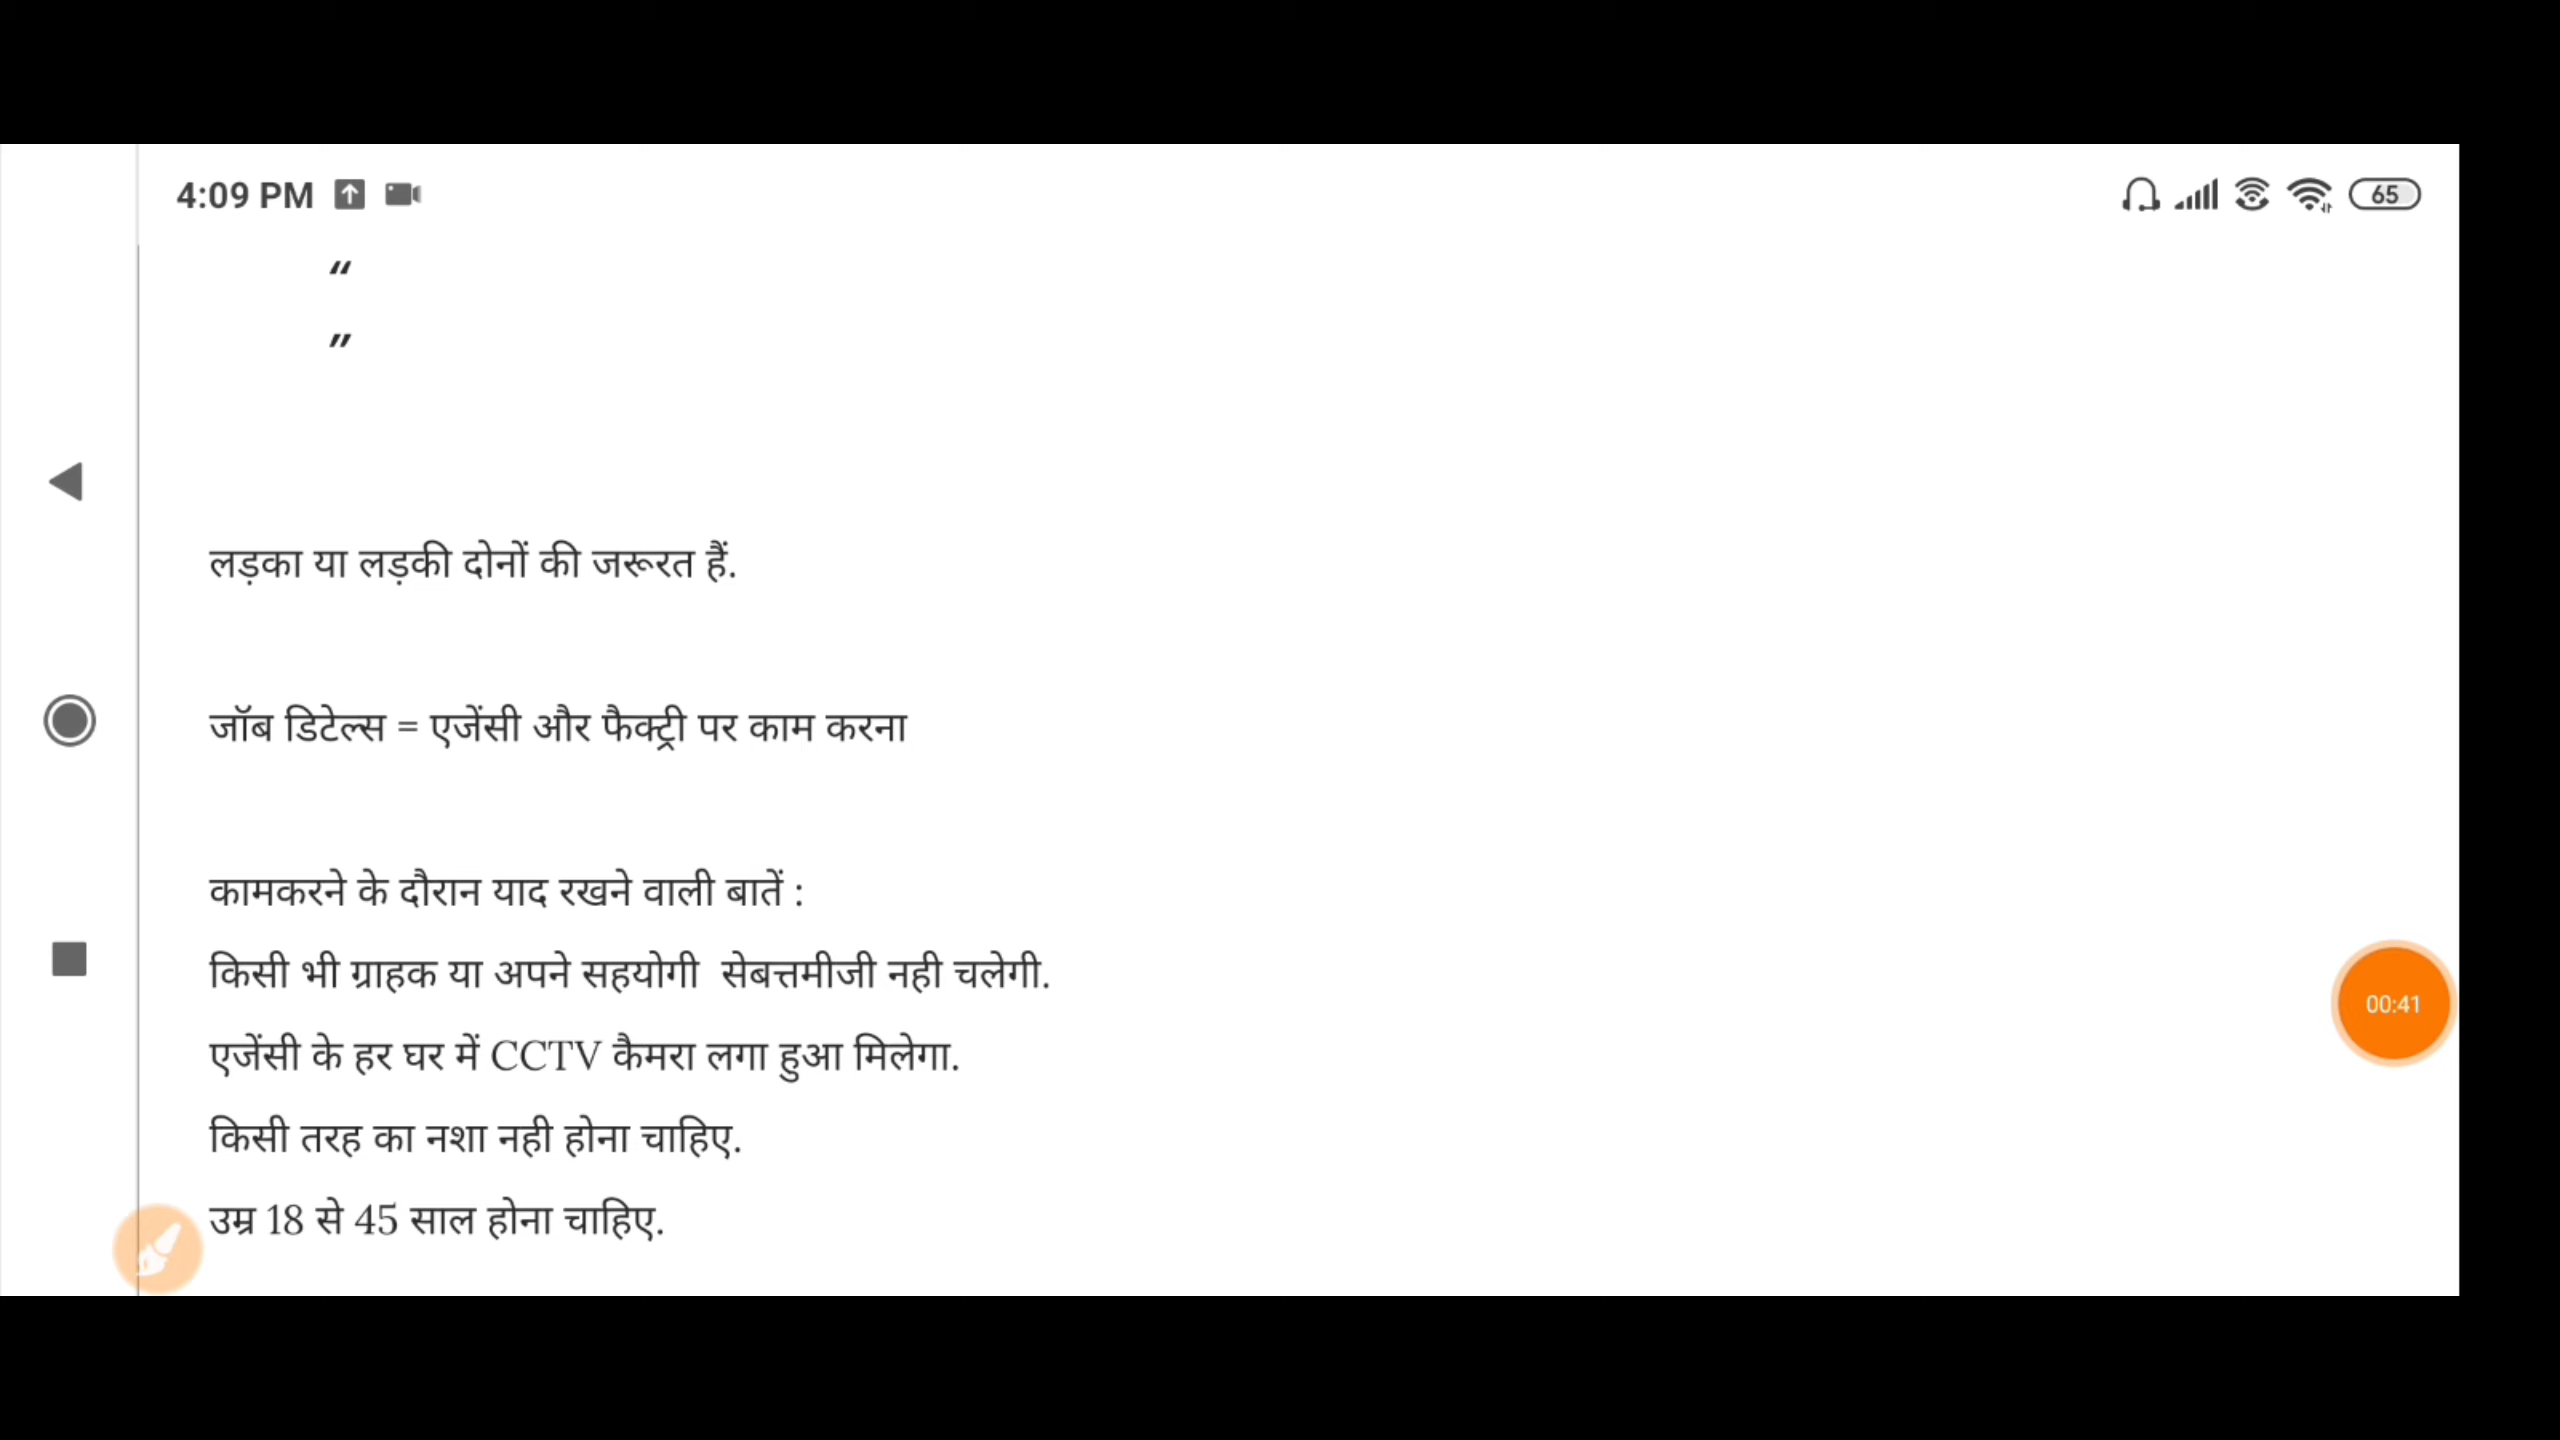 4:09 PM
65
“
”
लड़का या लड़की दोनों की जरूरत हैं.
जॉब डिटेल्स = एजेंसी और फैक्ट्री पर काम करना
कामकरने के दौरान याद रखने वाली बातें :
किसी भी ग्राहक या अपने सहयोगी  सेबत्तमीजी नही चलेगी.
एजेंसी के हर घर में CCTV कैमरा लगा हुआ मिलेगा.
00:41
किसी तरह का नशा नही होना चाहिए.
उम्र 18 से 45 साल होना चाहिए.